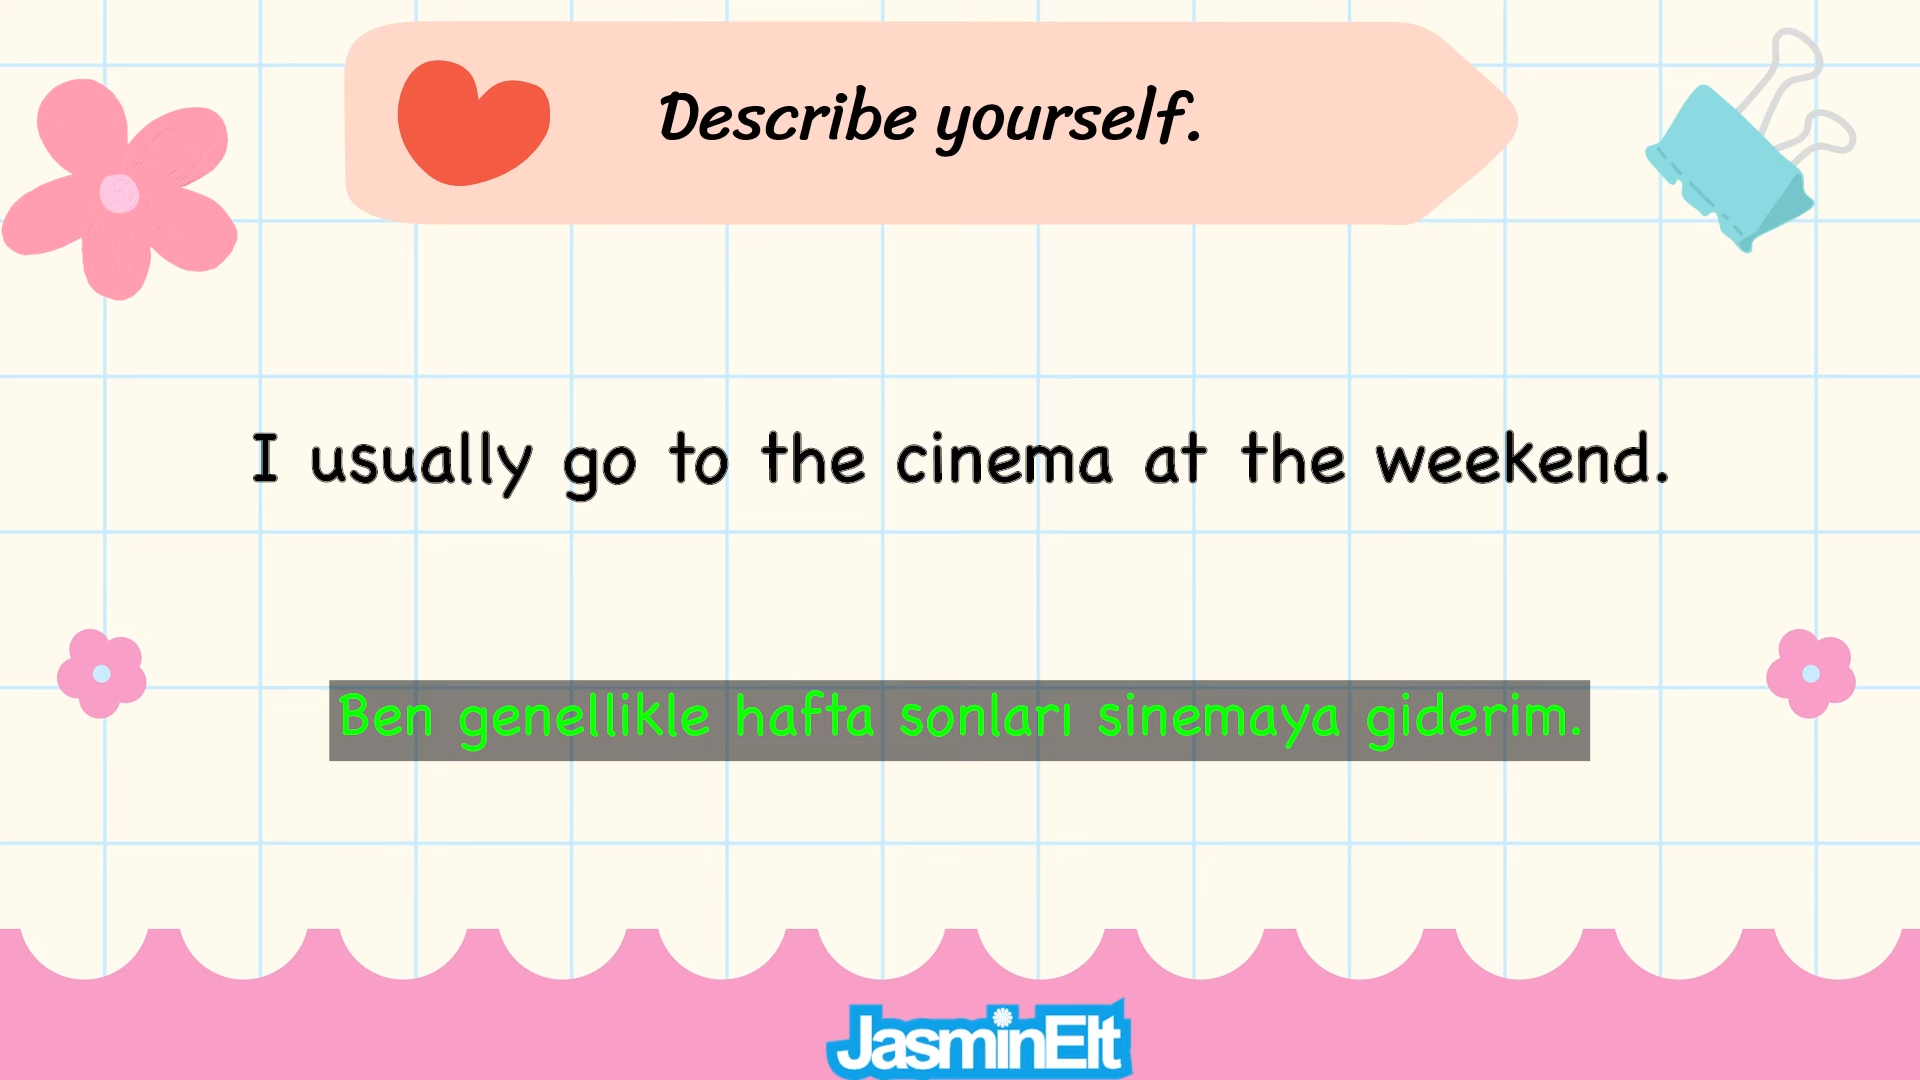 Describe yourself.
I usually go to the cinema at the weekend.
Ben genellikle hafta sonları sinemaya giderim.
JasminElt